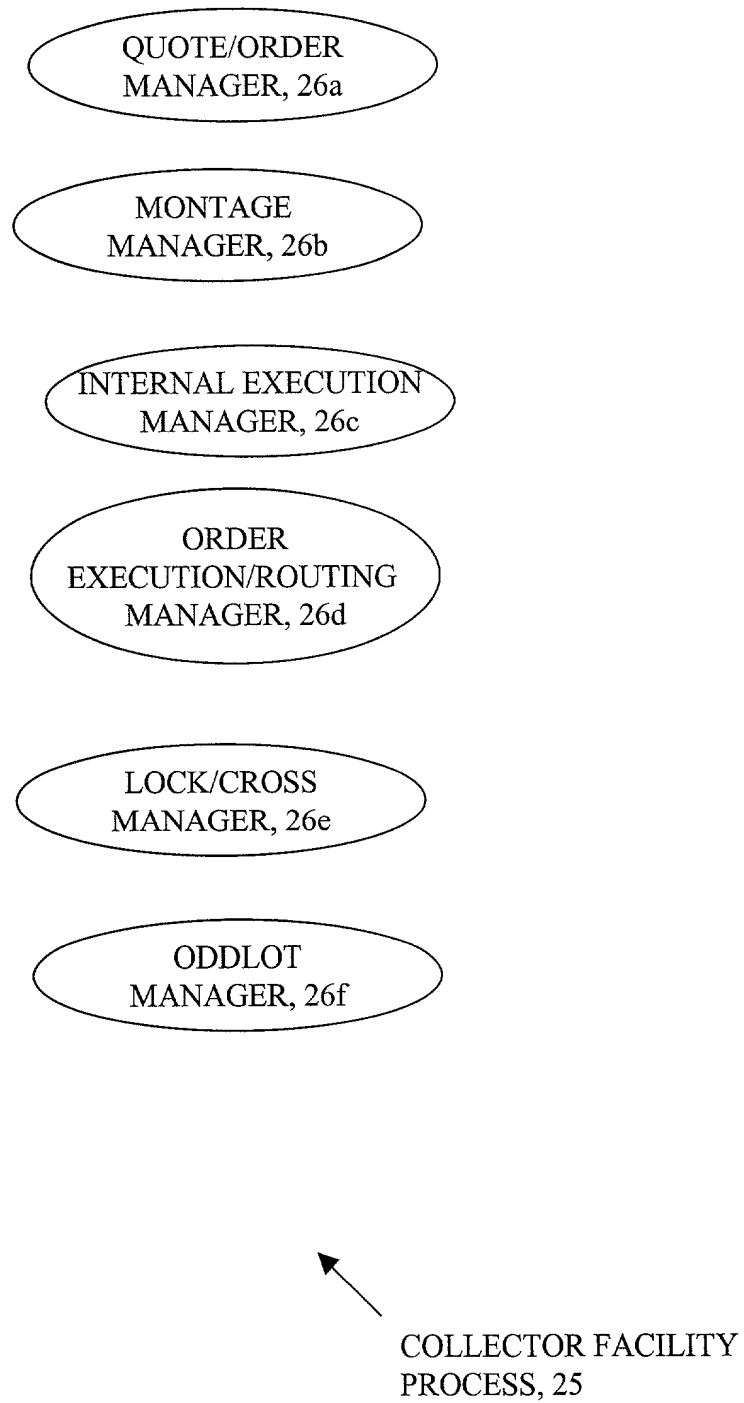 QUOTE/ORDER
MANAGER, 26a
MONTAGE
MANAGER, 26b
INTERNAL EXECUTION
MANAGER, 26c
ORDER
EXECUTION/ROUTING
MANAGER, 26d
LOCK/CROSS
MANAGER, 26e
ODDLOT
MANAGER, 26f
COLLECTOR FACILITY
PROCESS, 25